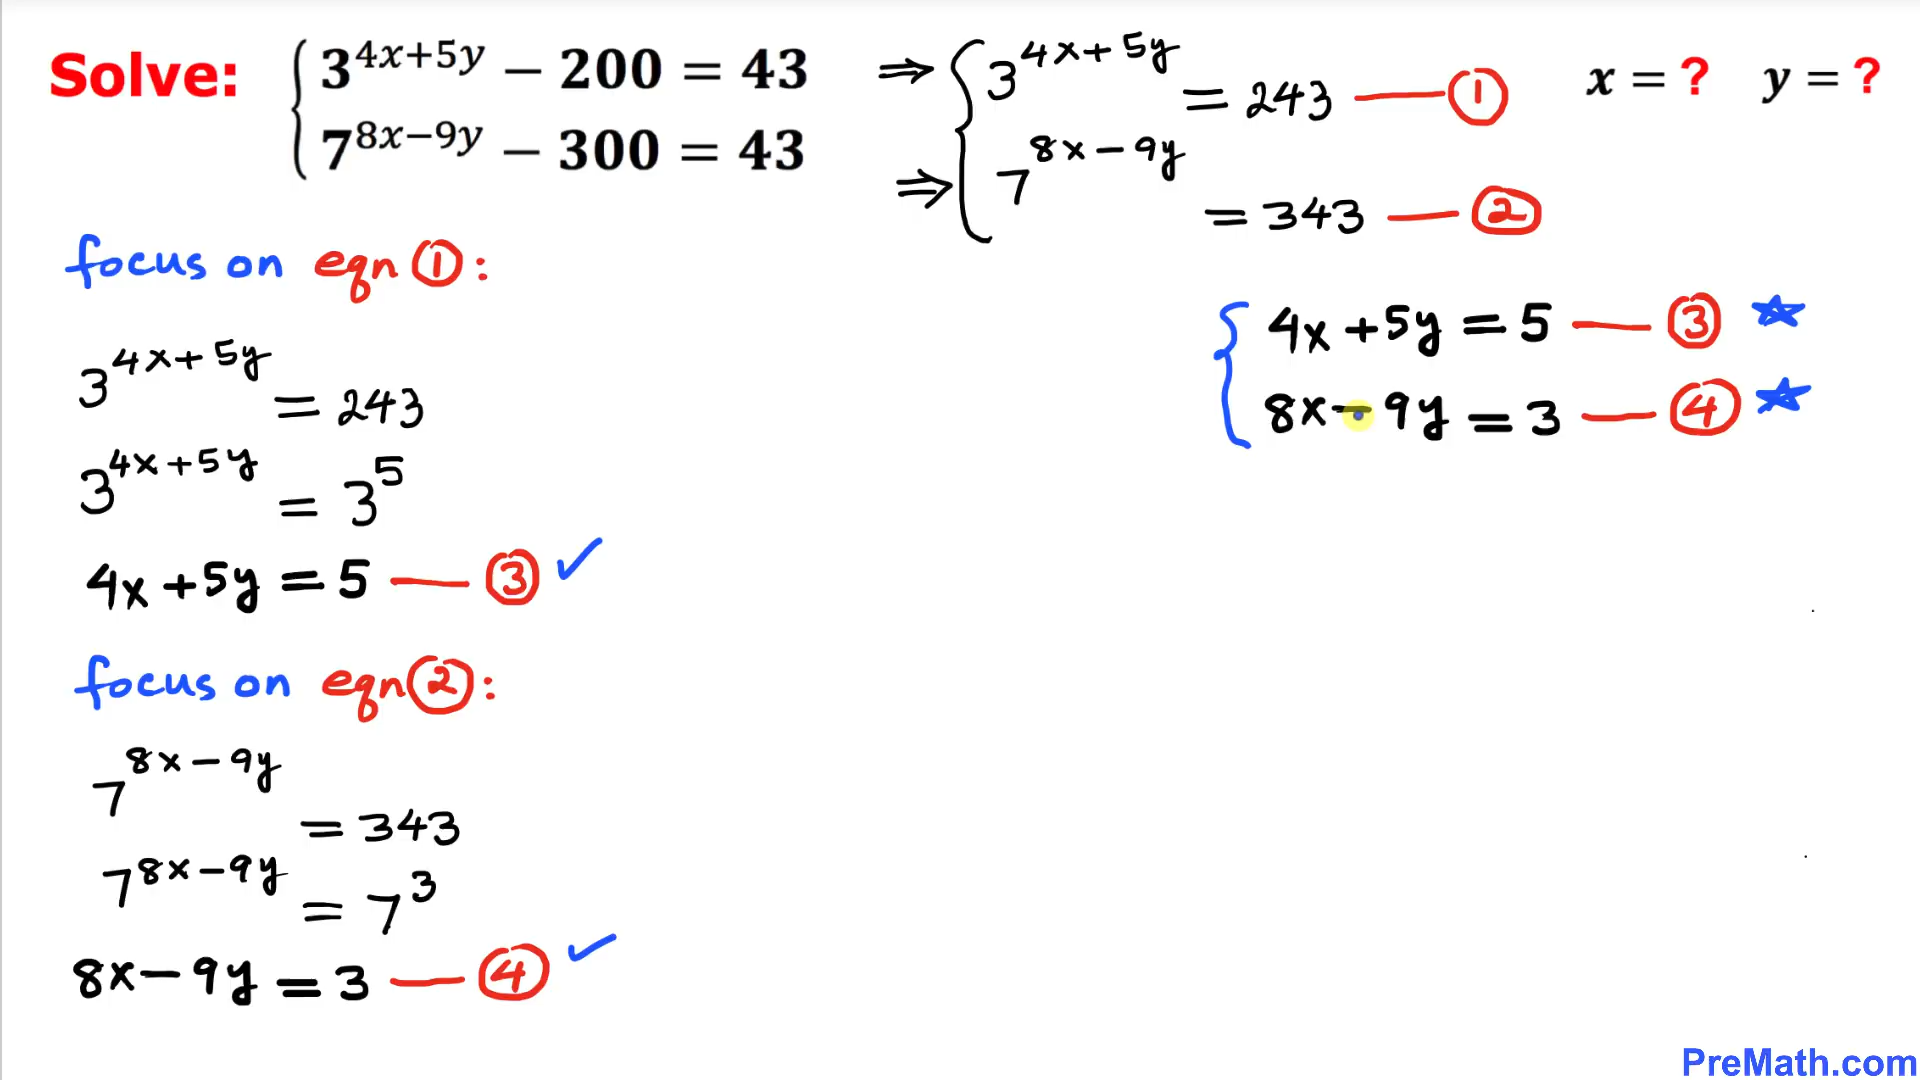 Solve: { 3^{4x+5y} − 200 = 43
7^{8x−9y} − 300 = 43
⇒ { 3^{4x+5y} = 243 — ①
⇒ 7^{8x−9y} = 343 — ②
x = ? y = ?
focus on eqn ①:
3^{4x+5y} = 243
3^{4x+5y} = 3^5
4x + 5y = 5 — ③ ✓
focus on eqn ②:
7^{8x−9y} = 343
7^{8x−9y} = 7^3
8x − 9y = 3 — ④ ✓
{ 4x + 5y = 5 — ③ ★
8x − 9y = 3 — ④ ★
PreMath.com